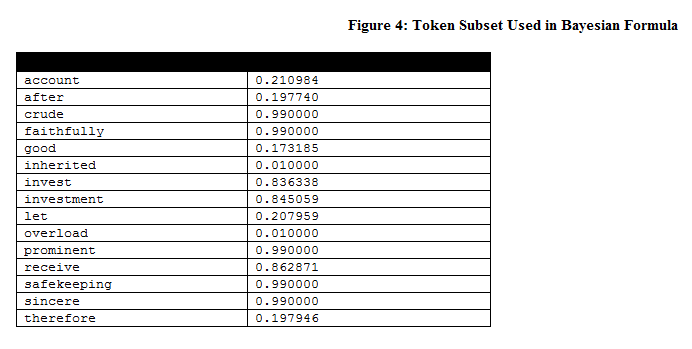 Figure 4: Token Subset Used in Bayesian Formula
account 0.210984
after 0.197740
crude 0.990000
faithfully 0.990000
good 0.173185
inherited 0.010000
invest 0.836338
investment 0.845059
let 0.207959
overload 0.010000
prominent 0.990000
receive 0.862871
safekeeping 0.990000
sincere 0.990000
therefore 0.197946